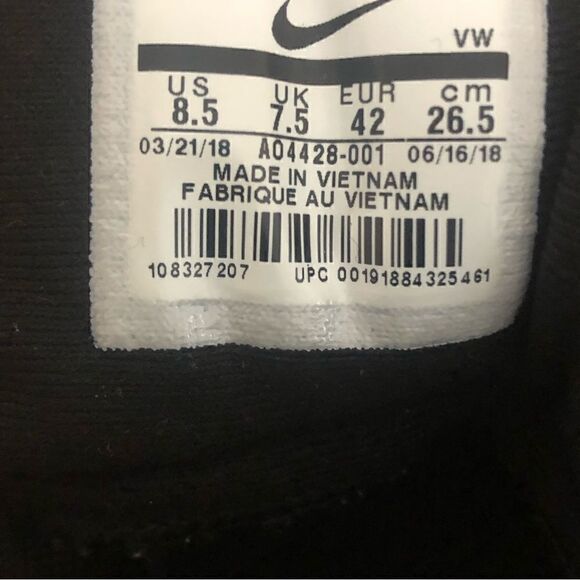 VW
US UK EUR cm
8.5 7.5 42 26.5
03/21/18 AO4428-001 06/16/18
MADE IN VIETNAM
FABRIQUE AU VIETNAM
108327207 UPC 00191884325461